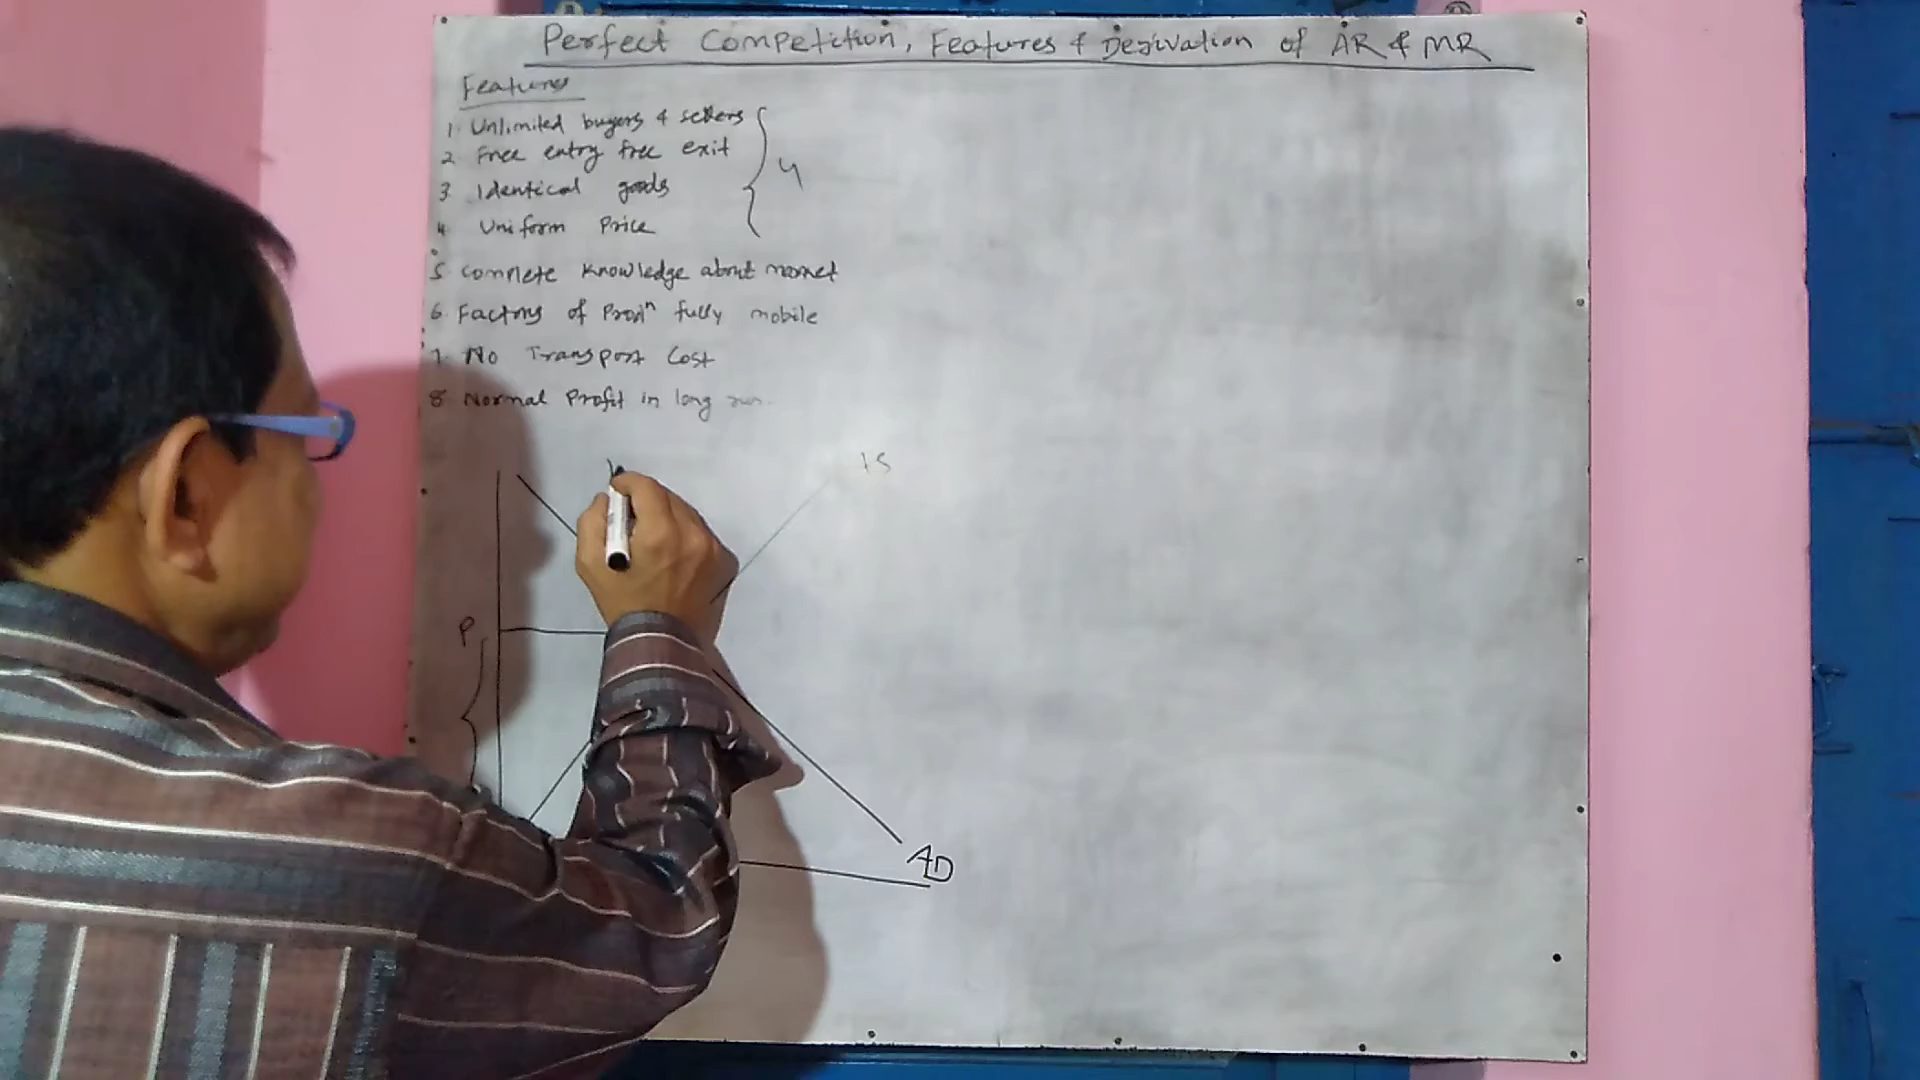 Perfect Competition, Features & Derivation of AR & MR
Features
1. Unlimited buyers & sellers
2 Free entry free exit
3 Identical goods
4 Uniform Price
4
5. Complete Knowledge about market
6. Factors of Prodn fully mobile
7. No Transport Cost
8 Normal Profit in long run.
P
AD